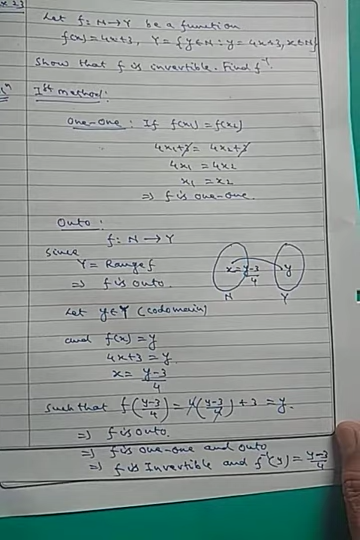 Ex 23
Let f: N→Y be a function
f(x) = 4x+3, Y = {y∈N : y = 4x+3, x∈N}
Show that f is invertible. Find f⁻¹
Ist method:
One-One: If f(x₁) = f(x₂)
4x₁+3 = 4x₂+3
4x₁ = 4x₂
x₁ = x₂
⇒ f is one-one.
Onto:
f: N → Y
Since
Y = Range f
⇒ f is onto.
x = y-3/4 y
N Y
Let y∈Y (codomain)
and f(x) = y
4x+3 = y
x = y-3/4
Such that f(y-3/4) = 4(y-3/4) + 3 = y.
⇒ f is onto.
⇒ f is one-one and onto
⇒ f is Invertible and f⁻¹(y) = y-3/4